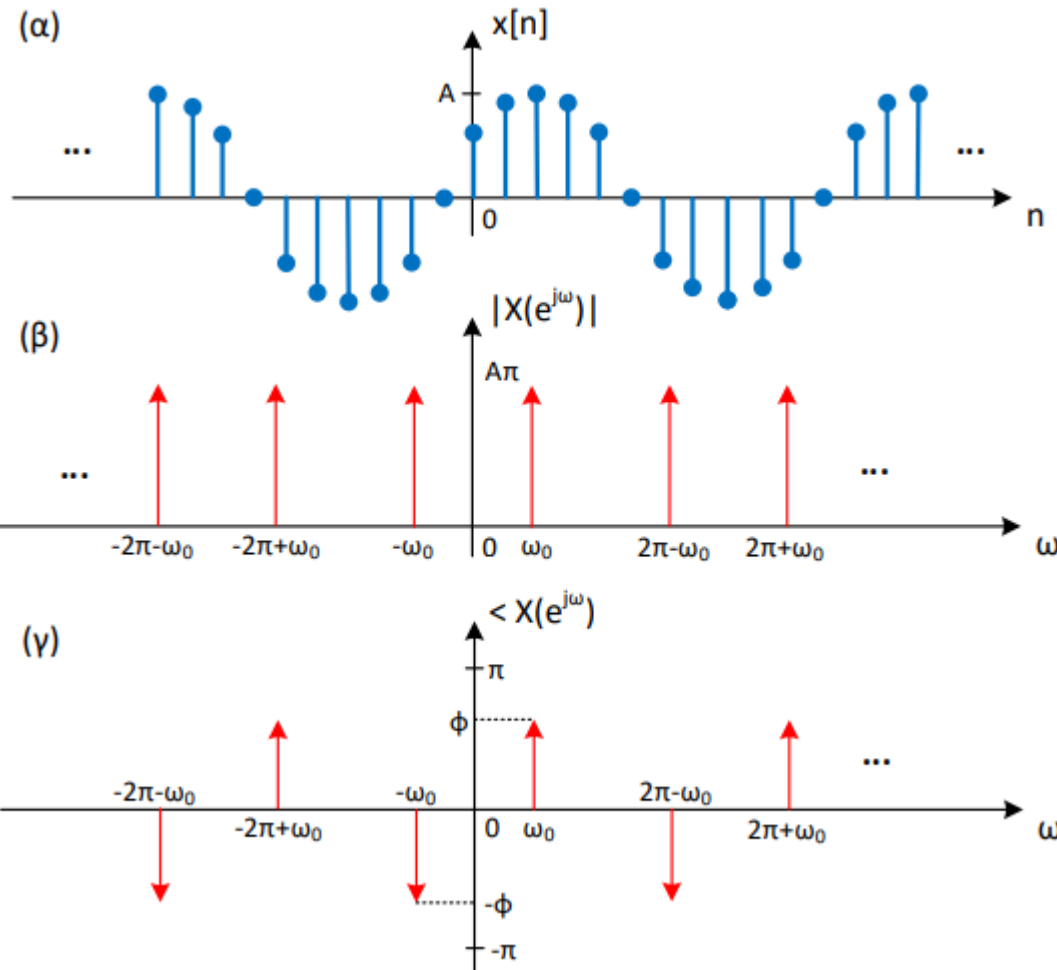 (α)
x[n]
A
...
...
0
n
(β)
|X(e^{jω})|
Aπ
...
...
-2π-ω₀
-2π+ω₀
-ω₀
0
ω₀
2π-ω₀
2π+ω₀
ω
(γ)
< X(e^{jω})
π
ϕ
...
-2π-ω₀
-ω₀
2π-ω₀
-2π+ω₀
0
ω₀
2π+ω₀
ω
-ϕ
-π